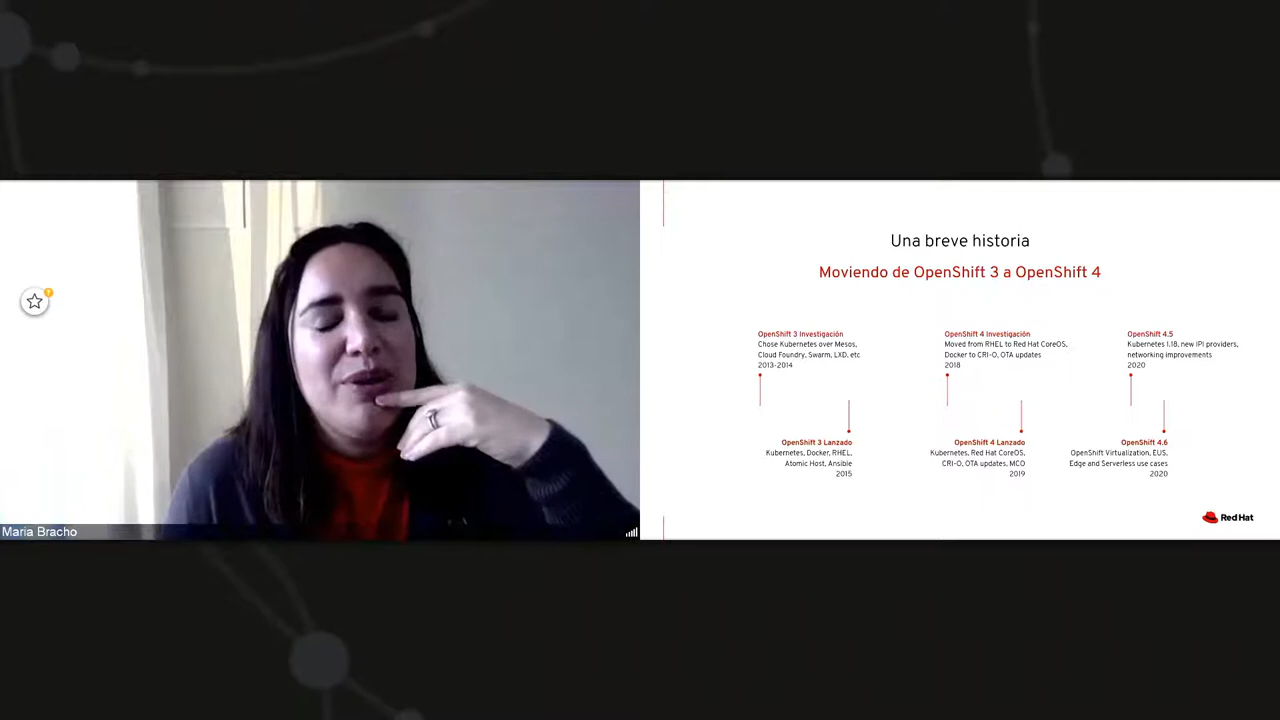 Maria Bracho
Una breve historia
Moviendo de OpenShift 3 a OpenShift 4
OpenShift 3 Investigación
Chose Kubernetes over Mesos,
Cloud Foundry, Swarm, LXD, etc
2013-2014
OpenShift 4 Investigación
Moved from RHEL to Red Hat CoreOS,
Docker to CRI-O, OTA updates
2018
OpenShift 4.5
Kubernetes 1.18, new IPI providers,
networking improvements
2020
OpenShift 3 Lanzado
Kubernetes, Docker, RHEL,
Atomic Host, Ansible
2015
OpenShift 4 Lanzado
Kubernetes, Red Hat CoreOS,
CRI-O, OTA updates, MCO
2019
OpenShift 4.6
OpenShift Virtualization, EUS,
Edge and Serverless use cases
2020
Red Hat